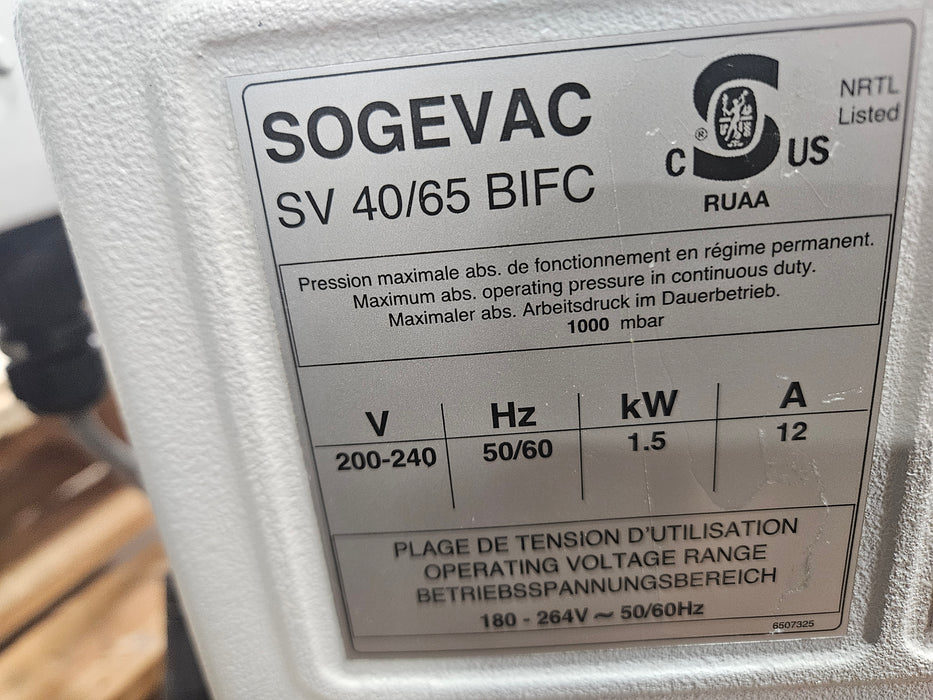 SOGEVAC
SV 40/65 BIFC
C S ® US
NRTL
Listed
RUAA
Pression maximale abs. de fonctionnement en régime permanent.
Maximum abs. operating pressure in continuous duty.
Maximaler abs. Arbeitsdruck im Dauerbetrieb.
1000 mbar
V Hz kW A
200-240 50/60 1.5 12
PLAGE DE TENSION D'UTILISATION
OPERATING VOLTAGE RANGE
BETRIEBSSPANNUNGSBEREICH
180 - 264V ~ 50/60Hz
6507325